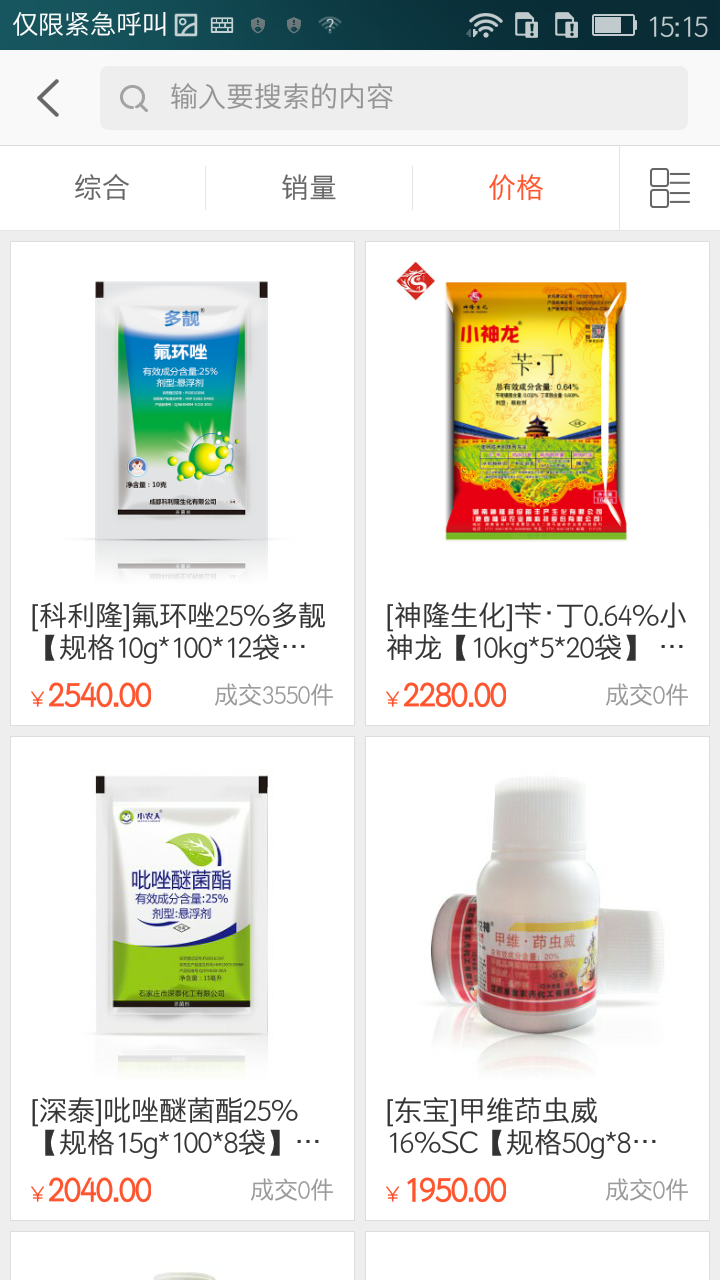 仅限紧急呼叫
15:15
输入要搜索的内容
综合
销量
价格
多靓
氟环唑
有效成分含量:25%
剂型:悬浮剂
净含量：10克
成都科利隆生化有限公司
杀菌剂
[科利隆]氟环唑25%多靓
【规格10g*100*12袋…
¥2540.00
成交3550件
小神龙
苄·丁
总有效成分含量：0.64%
[神隆生化]苄·丁0.64%小
神龙【10kg*5*20袋】 …
¥2280.00
成交0件
小农人
吡唑醚菌酯
有效成分含量:25%
剂型:悬浮剂
净含量：15毫升
石家庄市深泰化工有限公司
杀菌剂
[深泰]吡唑醚菌酯25%
【规格15g*100*8袋】…
¥2040.00
成交0件
甲维·茚虫威
[东宝]甲维茚虫威
16%SC【规格50g*8…
¥1950.00
成交0件